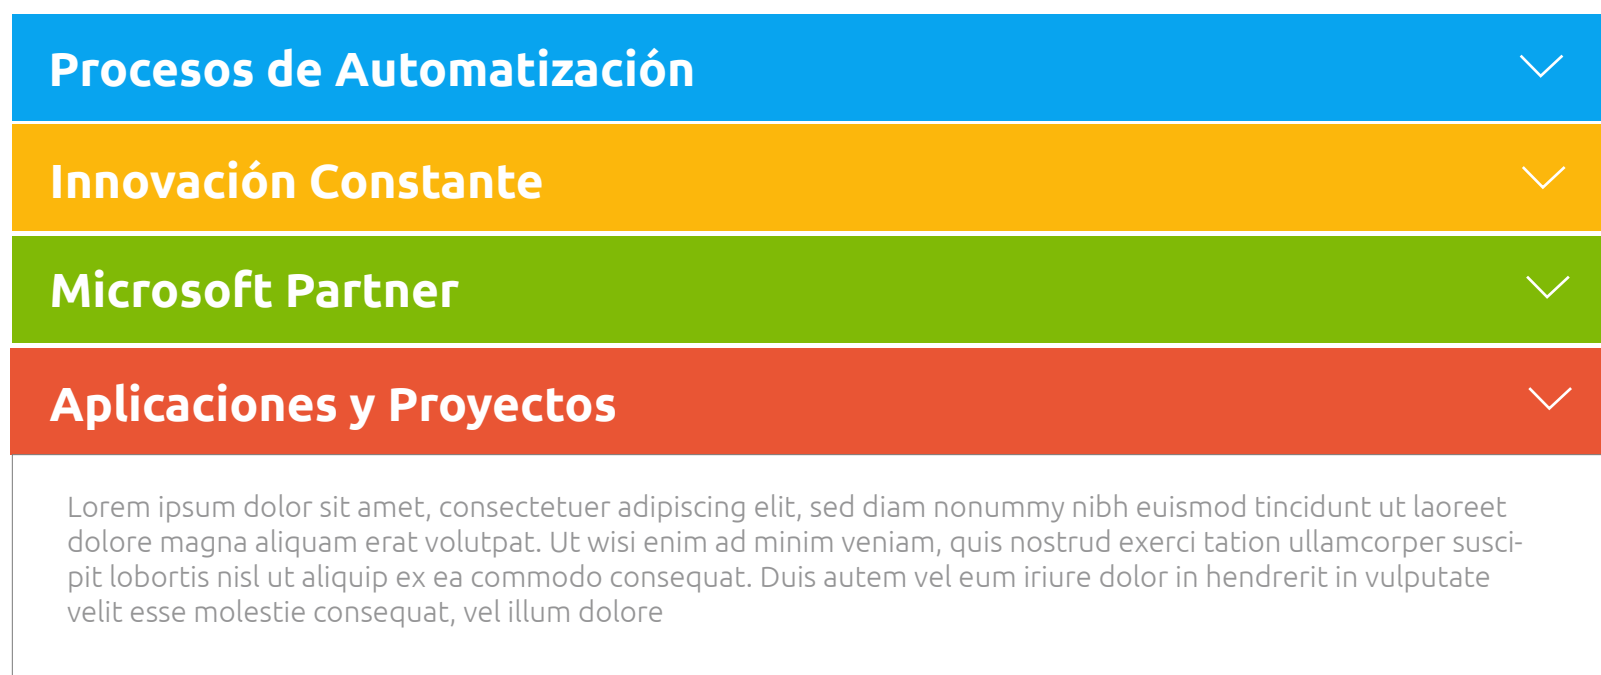 Procesos de Automatización
Innovación Constante
Microsoft Partner
Aplicaciones y Proyectos
Lorem ipsum dolor sit amet, consectetuer adipiscing elit, sed diam nonummy nibh euismod tincidunt ut laoreet
dolore magna aliquam erat volutpat. Ut wisi enim ad minim veniam, quis nostrud exerci tation ullamcorper susci-
pit lobortis nisl ut aliquip ex ea commodo consequat. Duis autem vel eum iriure dolor in hendrerit in vulputate
velit esse molestie consequat, vel illum dolore